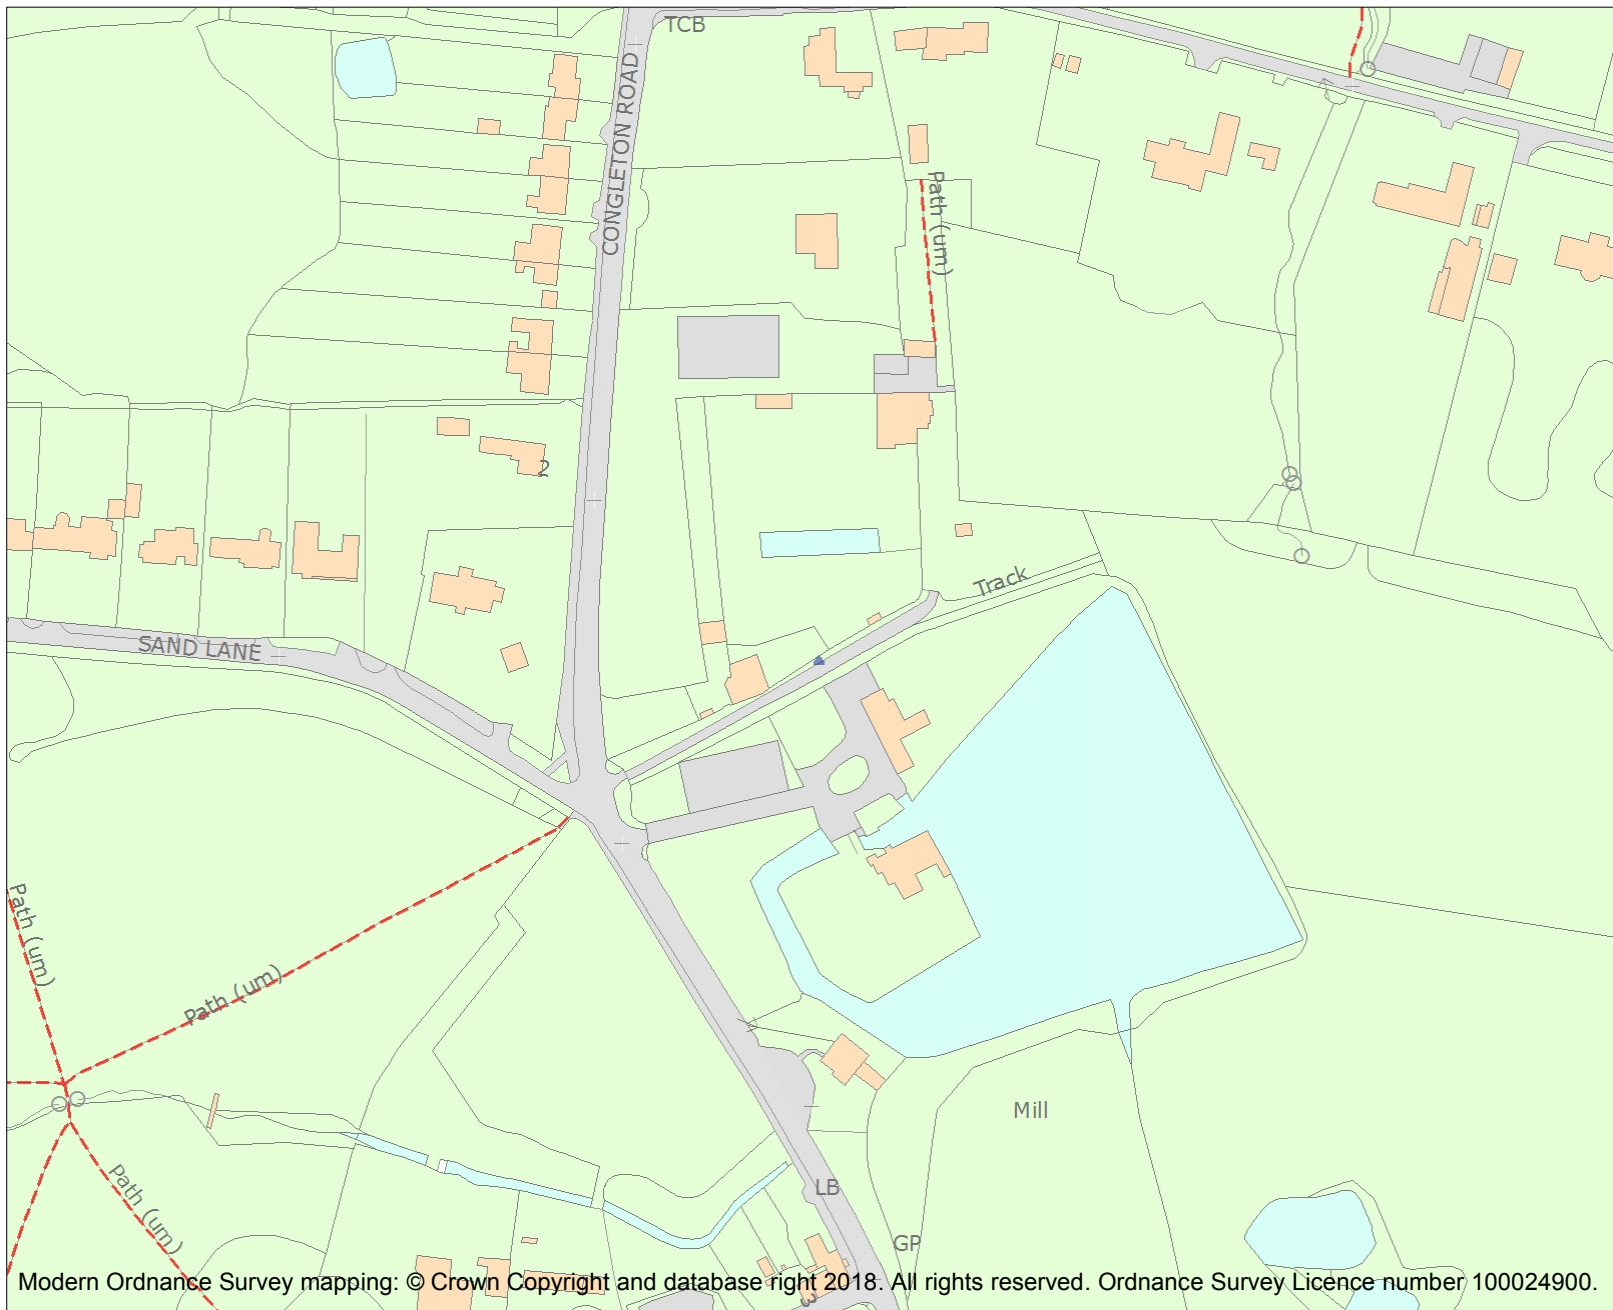 TCB
CONGLETON ROAD
Path (um)
2
Track
SAND LANE
Path (um)
Path (um)
Mill
Path (um)
LB
GP
3
Modern Ordnance Survey mapping: © Crown Copyright and database right 2018. All rights reserved. Ordnance Survey Licence number 100024900.